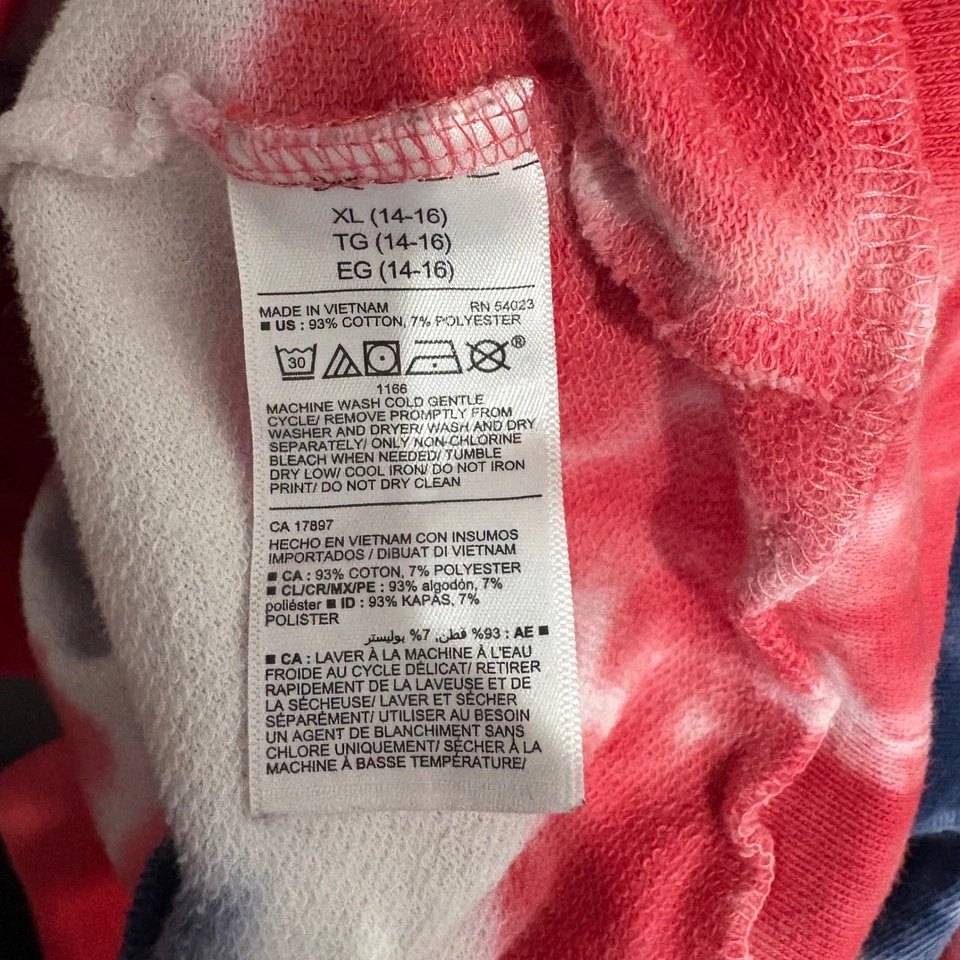 XL (14-16)
TG (14-16)
EG (14-16)
MADE IN VIETNAM RN 54023
■ US : 93% COTTON, 7% POLYESTER
30 ®
1166
MACHINE WASH COLD GENTLE
CYCLE/ REMOVE PROMPTLY FROM
WASHER AND DRYER/ WASH AND DRY
SEPARATELY/ ONLY NON-CHLORINE
BLEACH WHEN NEEDED/ TUMBLE
DRY LOW/ COOL IRON/ DO NOT IRON
PRINT/ DO NOT DRY CLEAN
CA 17897
HECHO EN VIETNAM CON INSUMOS
IMPORTADOS / DIBUAT DI VIETNAM
■ CA : 93% COTON, 7% POLYESTER
■ CL/CR/MX/PE : 93% algodón, 7%
poliéster ■ ID : 93% KAPAS, 7%
POLISTER
■ AE : 93% قطن, 7% بوليستر
■ CA : LAVER À LA MACHINE À L'EAU
FROIDE AU CYCLE DÉLICAT/ RETIRER
RAPIDEMENT DE LA LAVEUSE ET DE
LA SÉCHEUSE/ LAVER ET SÉCHER
SÉPARÉMENT/ UTILISER AU BESOIN
UN AGENT DE BLANCHIMENT SANS
CHLORE UNIQUEMENT/ SÉCHER À LA
MACHINE À BASSE TEMPÉRATURE/